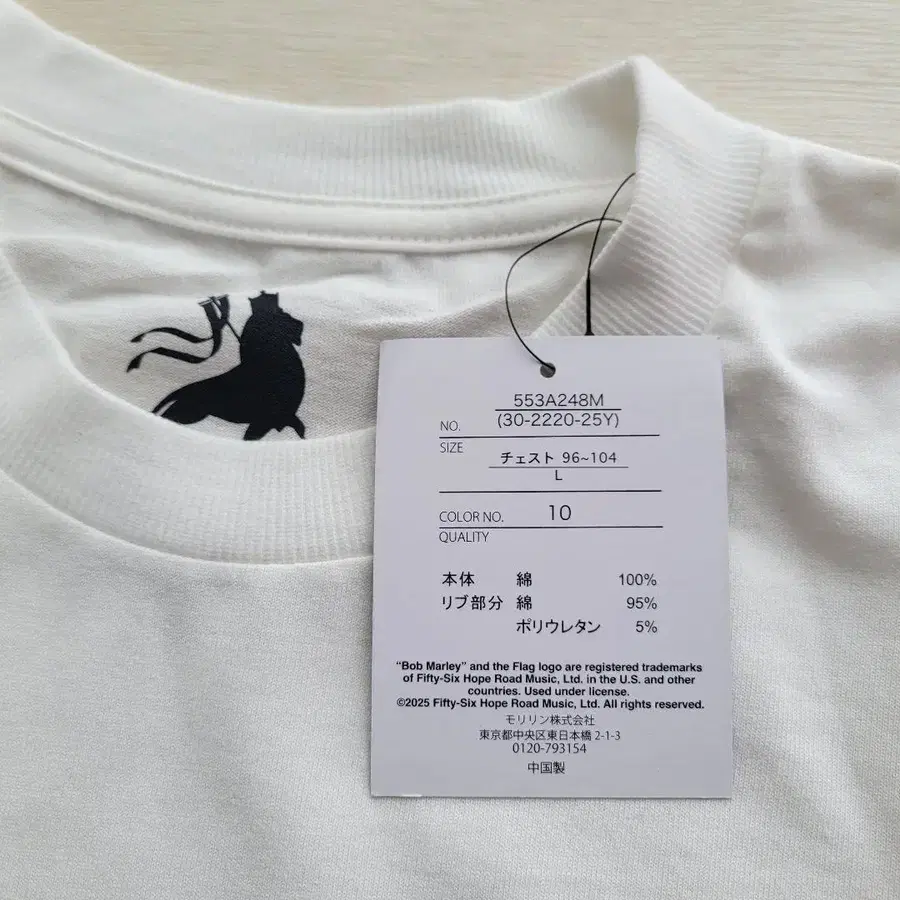 553A248M
NO. (30-2220-25Y)
SIZE
チェスト 96~104
L
COLOR NO. 10
QUALITY
本体 綿 100%
リブ部分 綿 95%
ポリウレタン 5%
“Bob Marley” and the Flag logo are registered trademarks
of Fifty-Six Hope Road Music, Ltd. in the U.S. and other
countries. Used under license.
©2025 Fifty-Six Hope Road Music, Ltd. All rights reserved.
モリリン株式会社
東京都中央区東日本橋 2-1-3
0120-793154
中国製